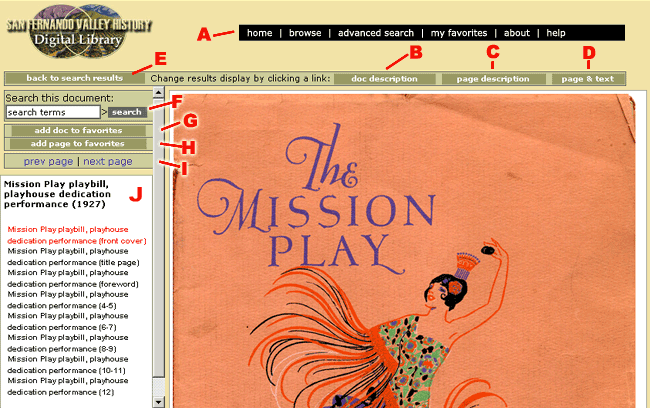 SAN FERNANDO VALLEY HISTORY
Digital Library
A
home | browse | advanced search | my favorites | about | help
B
C
D
E
back to search results
Change results display by clicking a link:
doc description
page description
page & text
Search this document:
F
search terms
> search
G
add doc to favorites
H
add page to favorites
I
prev page | next page
J
Mission Play playbill,
playhouse dedication
performance (1927)
Mission Play playbill, playhouse
dedication performance (front cover)
Mission Play playbill, playhouse
dedication performance (title page)
Mission Play playbill, playhouse
dedication performance (foreword)
Mission Play playbill, playhouse
dedication performance (4-5)
Mission Play playbill, playhouse
dedication performance (6-7)
Mission Play playbill, playhouse
dedication performance (8-9)
Mission Play playbill, playhouse
dedication performance (10-11)
Mission Play playbill, playhouse
dedication performance (12)
The
MISSION
PLAY